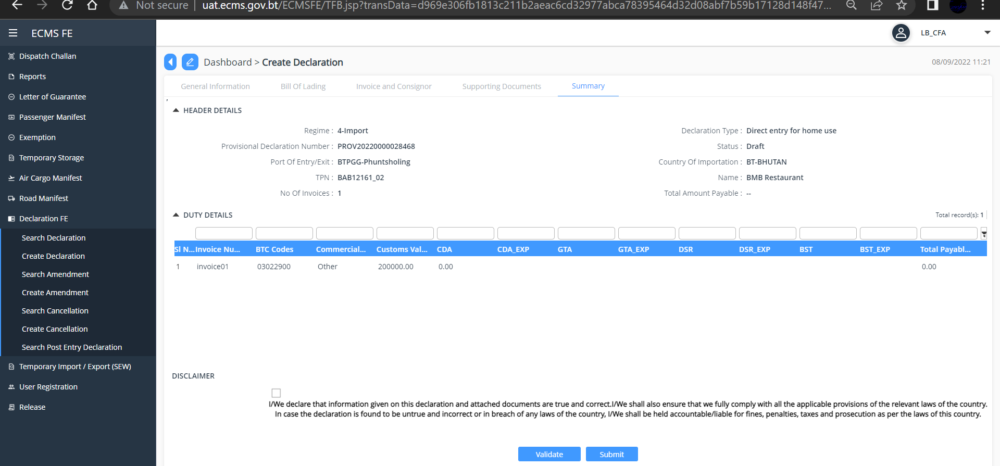 Not secure | uat.ecms.gov.bt/ECMSFE/TFB.jsp?transData=d969e306fb1813c211b2aeac6cd32977abca78395464d32d08abf7b59b17128d148f47...
ECMS FE
LB_CFA
Dispatch Challan
Reports
Letter of Guarantee
Passenger Manifest
Exemption
Temporary Storage
Air Cargo Manifest
Road Manifest
Declaration FE
Search Declaration
Create Declaration
Search Amendment
Create Amendment
Search Cancellation
Create Cancellation
Search Post Entry Declaration
Temporary Import / Export (SEW)
User Registration
Release
Dashboard > Create Declaration
08/09/2022 11:21
General Information Bill Of Lading Invoice and Consignor Supporting Documents Summary
HEADER DETAILS
Regime : 4-Import Declaration Type : Direct entry for home use
Provisional Declaration Number : PROV20220000028468 Status : Draft
Port Of Entry/Exit : BTPGG-Phuntsholing Country Of Importation : BT-BHUTAN
TPN : BAB12161_02 Name : BMB Restaurant
No Of Invoices : 1 Total Amount Payable : --
DUTY DETAILS Total record(s): 1
Sl N... Invoice Nu... BTC Codes Commercial... Customs Val... CDA CDA_EXP GTA GTA_EXP DSR DSR_EXP BST BST_EXP Total Payabl...
1 invoice01 03022900 Other 200000.00 0.00 0.00
DISCLAIMER
I/We declare that information given on this declaration and attached documents are true and correct.I/We shall also ensure that we fully comply with all the applicable provisions of the relevant laws of the country.
In case the declaration is found to be untrue and incorrect or in breach of any laws of the country, I/We shall be held accountable/liable for fines, penalties, taxes and prosecution as per the laws of this country.
Validate Submit